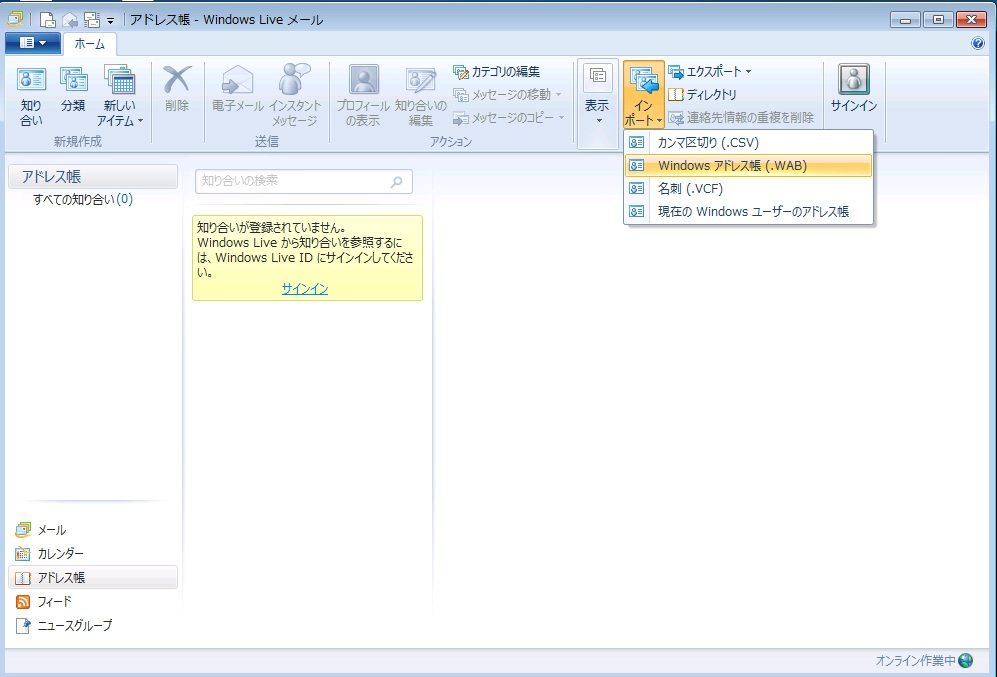 アドレス帳 - Windows Live メール
ホーム
知り
合い
分類
新しい
アイテム
新規作成
削除
電子メール
インスタント
メッセージ
送信
プロフィール
の表示
知り合いの
編集
カテゴリの編集
メッセージの移動
メッセージのコピー
アクション
表示
イン
ポート
エクスポート
ディレクトリ
連絡先情報の重複を削除
サインイン
カンマ区切り (.CSV)
Windows アドレス帳 (.WAB)
名刺 (.VCF)
現在の Windows ユーザーのアドレス帳
アドレス帳
すべての知り合い (0)
知り合いの検索
知り合いが登録されていません。
Windows Live から知り合いを参照するに
は、Windows Live ID にサインインしてくださ
い。
サインイン
メール
カレンダー
アドレス帳
フィード
ニュースグループ
オンライン作業中